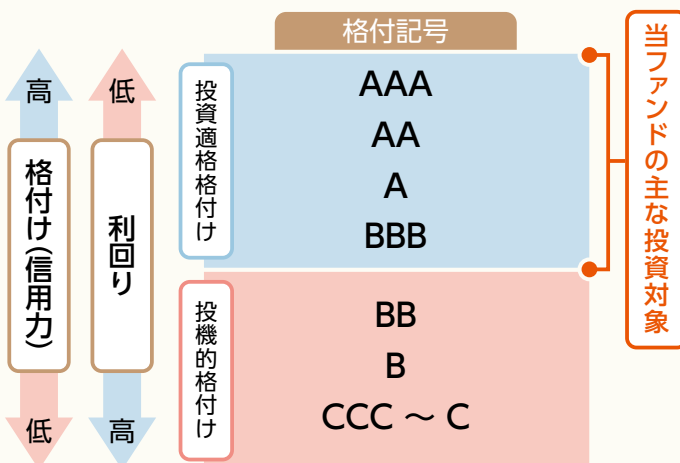 格付記号
高
低
格付け(信用力)
利回り
低
高
投資適格格付け
AAA
AA
A
BBB
投機的格付け
BB
B
CCC ～ C
当ファンドの主な投資対象